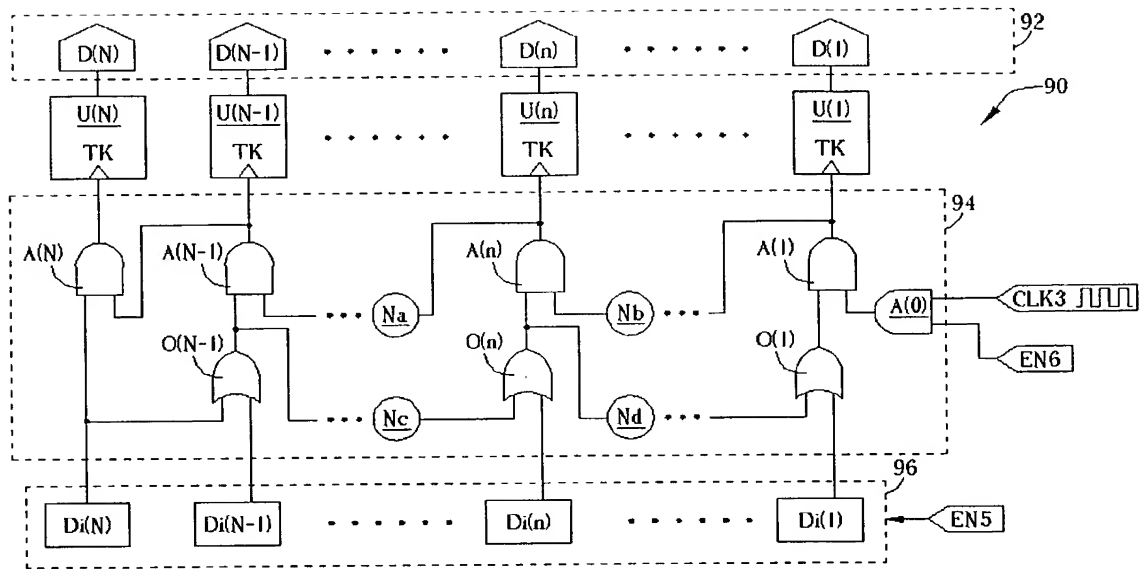 D(N) D(N-1) D(n) D(1) 92
90
U(N) U(N-1) U(n) U(1)
TK TK TK TK
94
A(N) A(N-1) A(n) A(1)
Na Nb A(0) CLK3
O(N-1) O(n) O(1) EN6
Nc Nd
96
Di(N) Di(N-1) Di(n) Di(1) EN5